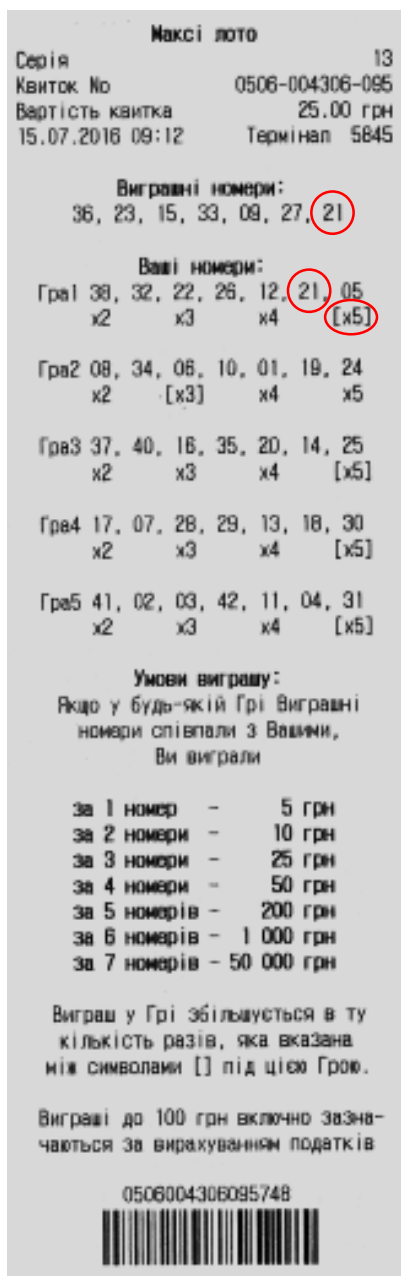 Максі лото
Серія 13
Квиток No 0506-004306-095
Вартість квитка 25.00 грн
15.07.2016 09:12 Термінал 5845
Виграшні номери:
36, 23, 15, 33, 09, 27, 21
Ваші номери:
Гра1 38, 32, 22, 26, 12, 21, 05
x2 x3 x4 [x5]
Гра2 08, 34, 06, 10, 01, 19, 24
x2 [x3] x4 x5
Гра3 37, 40, 16, 35, 20, 14, 25
x2 x3 x4 [x5]
Гра4 17, 07, 28, 29, 13, 18, 30
x2 x3 x4 [x5]
Гра5 41, 02, 03, 42, 11, 04, 31
x2 x3 x4 [x5]
Умови виграшу:
Якщо у будь-якій Грі Виграшні
номери співпали з Вашими,
Ви виграли
за 1 номер - 5 грн
за 2 номери - 10 грн
за 3 номери - 25 грн
за 4 номери - 50 грн
за 5 номерів - 200 грн
за 6 номерів - 1 000 грн
за 7 номерів - 50 000 грн
Виграш у Грі збільшується в ту
кількість разів, яка вказана
між символами [] під цією Грою.
Виграші до 100 грн включно зазна-
чаються за вирахуванням податків
0506004306095748